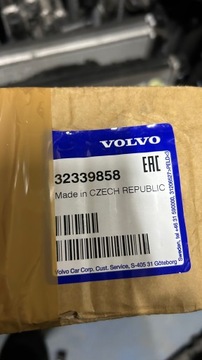 VOLVO
32339858
EAC
Made in CZECH REPUBLIC
Volvo Car Corp. Cust. Service, S-405 31 Göteborg